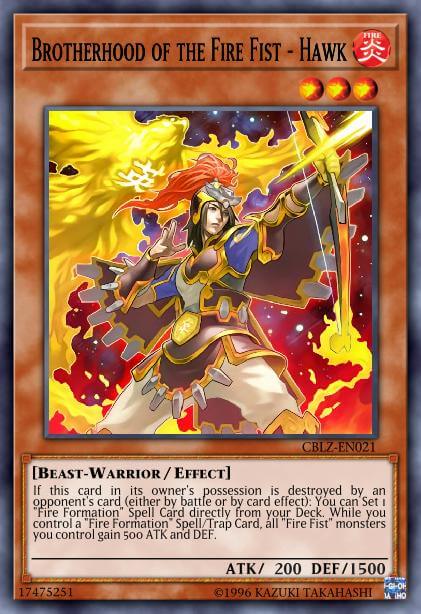 Brotherhood of the Fire Fist - Hawk
FIRE
炎
CBLZ-EN021
[Beast-Warrior / Effect]
If this card in its owner's possession is destroyed by an
opponent's card (either by battle or by card effect): You can Set 1
"Fire Formation" Spell Card directly from your Deck. While you
control a "Fire Formation" Spell/Trap Card, all "Fire Fist" monsters
you control gain 500 ATK and DEF.
ATK/ 200 DEF/1500
17475251
©1996 KAZUKI TAKAHASHI